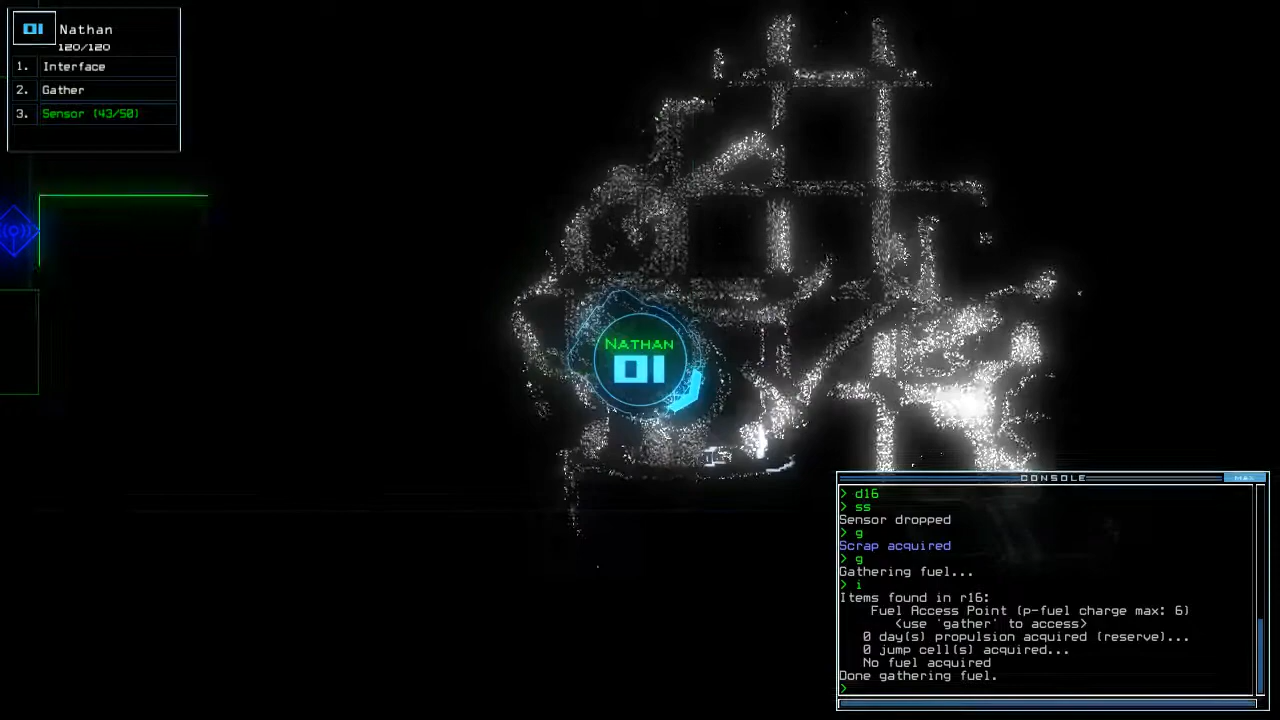 01 Nathan
120/120
1. Interface
2. Gather
3. Sensor (43/50)
Nathan
01
CONSOLE
> d16
> ss
Sensor dropped
> g
Scrap acquired
> g
Gathering fuel...
> i
Items found in r16:
Fuel Access Point (p-fuel charge max: 6)
<use 'gather' to access>
0 day(s) propulsion acquired (reserve)...
0 jump cell(s) acquired...
No fuel acquired
Done gathering fuel.
>